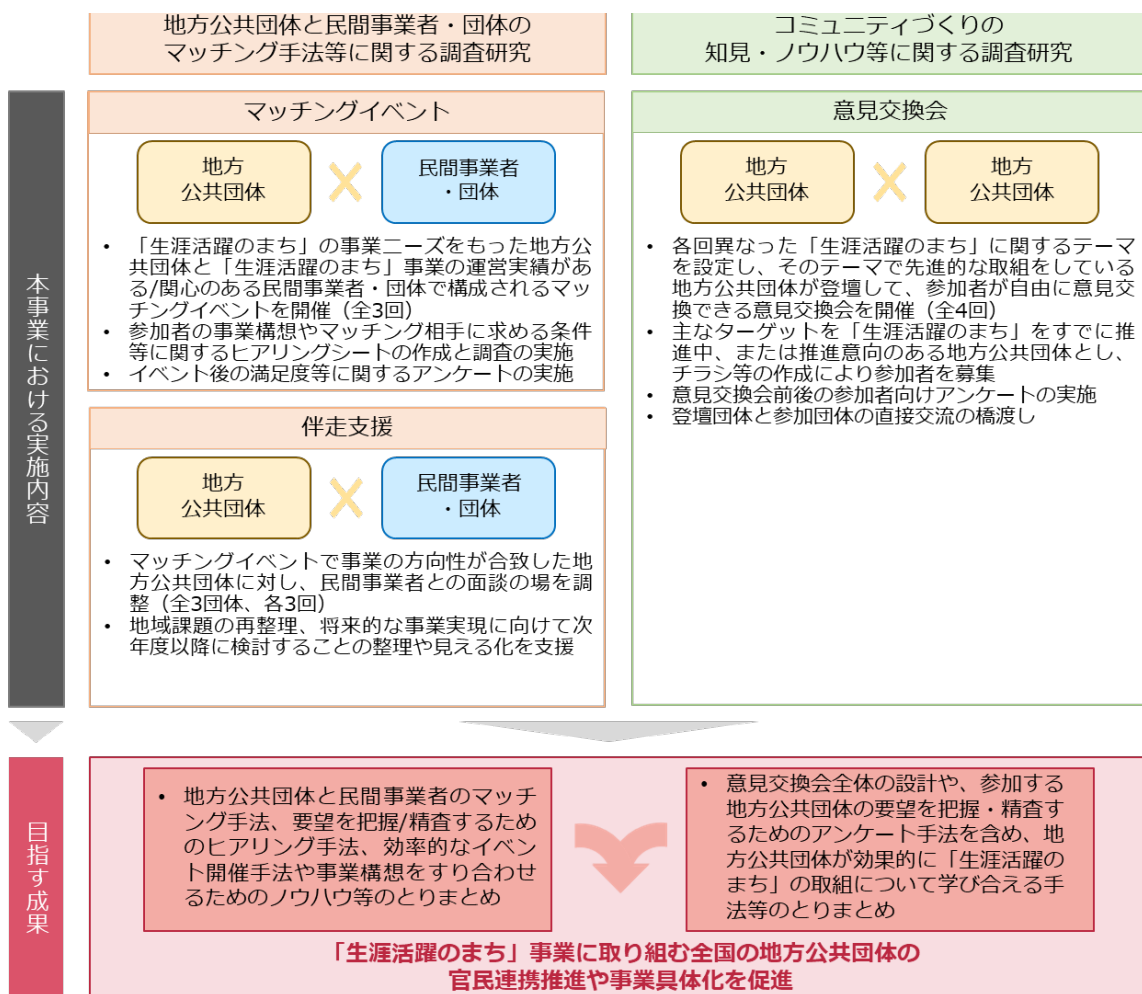 地方公共団体と民間事業者・団体の
マッチング手法等に関する調査研究
コミュニティづくりの
知見・ノウハウ等に関する調査研究
本事業における実施内容
マッチングイベント
地方
公共団体
民間事業者
・団体
• 「生涯活躍のまち」の事業ニーズをもった地方公
共団体と「生涯活躍のまち」事業の運営実績があ
る/関心のある民間事業者・団体で構成されるマッ
チングイベントを開催（全3回）
• 参加者の事業構想やマッチング相手に求める条件
等に関するヒアリングシートの作成と調査の実施
• イベント後の満足度等に関するアンケートの実施
伴走支援
地方
公共団体
民間事業者
・団体
• マッチングイベントで事業の方向性が合致した地
方公共団体に対し、民間事業者との面談の場を調
整（全3団体、各3回）
• 地域課題の再整理、将来的な事業実現に向けて次
年度以降に検討することの整理や見える化を支援
意見交換会
地方
公共団体
地方
公共団体
• 各回異なった「生涯活躍のまち」に関するテーマ
を設定し、そのテーマで先進的な取組をしている
地方公共団体が登壇して、参加者が自由に意見交
換できる意見交換会を開催（全4回）
• 主なターゲットを「生涯活躍のまち」をすでに推
進中、または推進意向のある地方公共団体とし、
チラシ等の作成により参加者を募集
• 意見交換会前後の参加者向けアンケートの実施
• 登壇団体と参加団体の直接交流の橋渡し
目指す成果
• 地方公共団体と民間事業者のマッチ
ング手法、要望を把握/精査するため
のヒアリング手法、効率的なイベ
ント開催手法や事業構想をすり合わせ
るためのノウハウ等のとりまとめ
• 意見交換会全体の設計や、参加する
地方公共団体の要望を把握・精査す
るためのアンケート手法を含め、地
方公共団体が効果的に「生涯活躍の
まち」の取組について学び合える手
法等のとりまとめ
「生涯活躍のまち」事業に取り組む全国の地方公共団体の
官民連携推進や事業具体化を促進